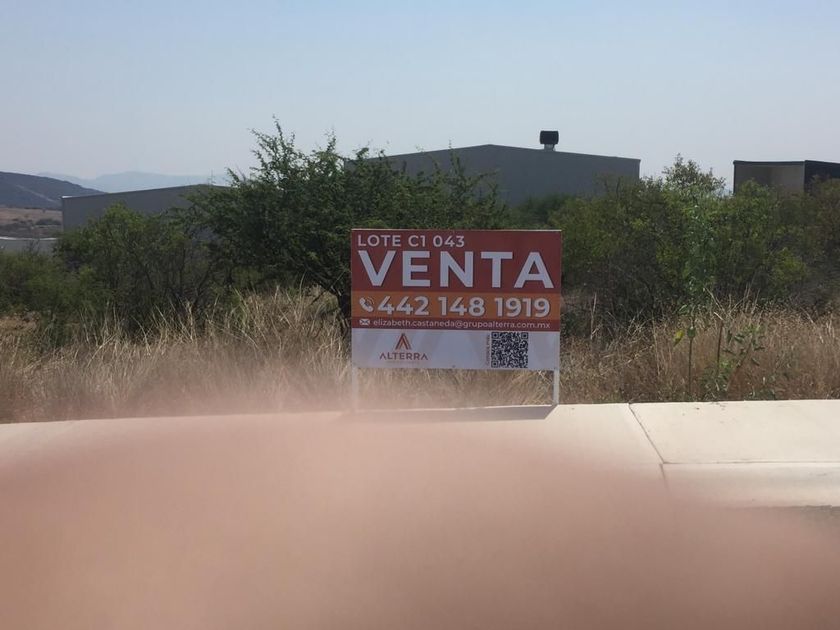 LOTE C1 043
VENTA
442 148 1919
elizabeth.castaneda@grupoalterra.com.mx
ALTERRA